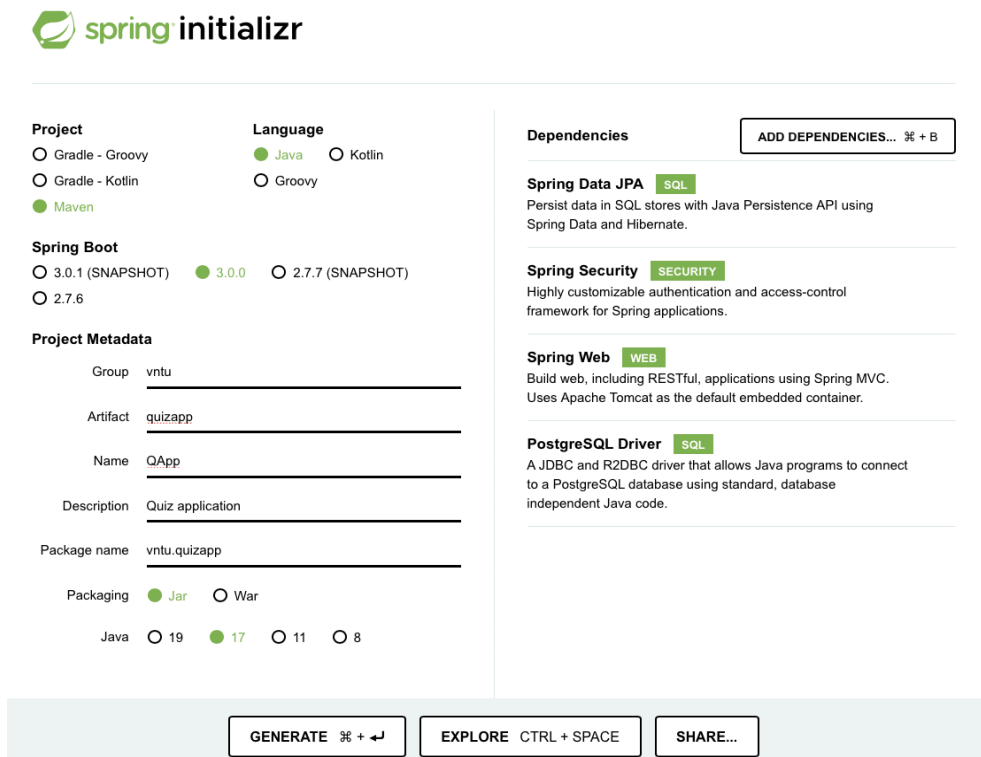 spring initializr
Project
Gradle - Groovy
Gradle - Kotlin
Maven
Language
Java Kotlin
Groovy
Spring Boot
3.0.1 (SNAPSHOT) 3.0.0 2.7.7 (SNAPSHOT)
2.7.6
Project Metadata
Group vntu
Artifact quizapp
Name QApp
Description Quiz application
Package name vntu.quizapp
Packaging Jar War
Java 19 17 11 8
Dependencies ADD DEPENDENCIES... ⌘ + B
Spring Data JPA SQL
Persist data in SQL stores with Java Persistence API using
Spring Data and Hibernate.
Spring Security SECURITY
Highly customizable authentication and access-control
framework for Spring applications.
Spring Web WEB
Build web, including RESTful, applications using Spring MVC.
Uses Apache Tomcat as the default embedded container.
PostgreSQL Driver SQL
A JDBC and R2DBC driver that allows Java programs to connect
to a PostgreSQL database using standard, database
independent Java code.
GENERATE ⌘ + ↵ EXPLORE CTRL + SPACE SHARE...